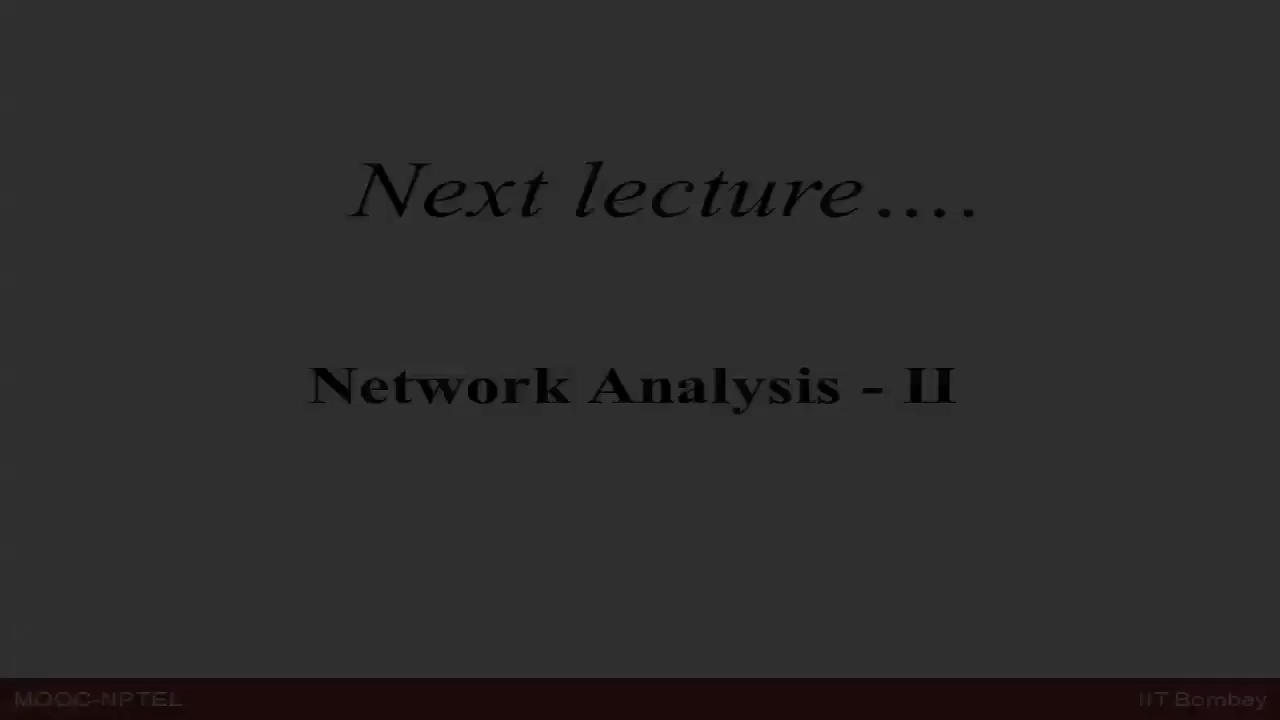 Next lecture....
Network Analysis - II
MOOC-NPTEL
IIT Bombay